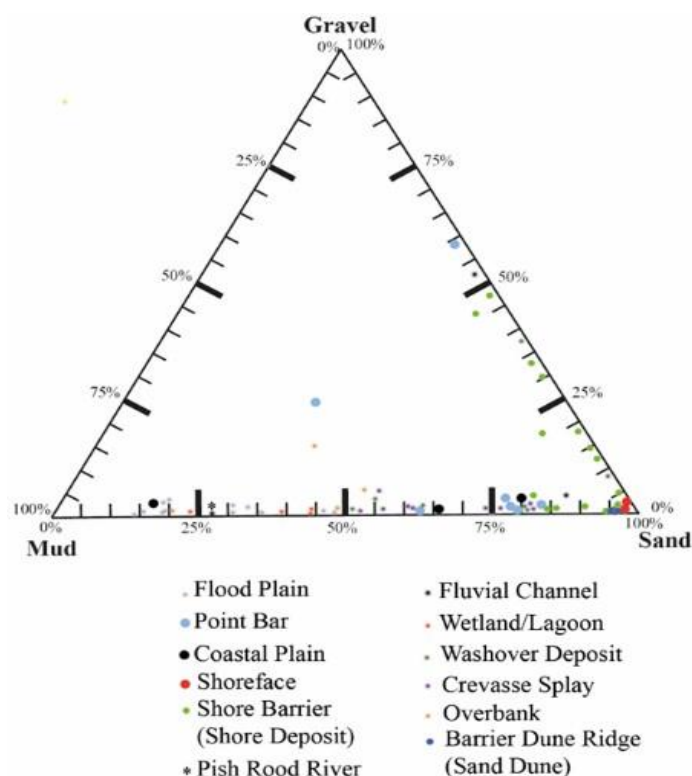 Gravel
0% 100%
25% 75%
50% 50%
75% 25%
100% 0%
0% 25% 50% 75% 100%
Mud Sand
Flood Plain Fluvial Channel
Point Bar Wetland/Lagoon
Coastal Plain Washover Deposit
Shoreface Crevasse Splay
Shore Barrier Overbank
(Shore Deposit) Barrier Dune Ridge
* Pish Rood River (Sand Dune)